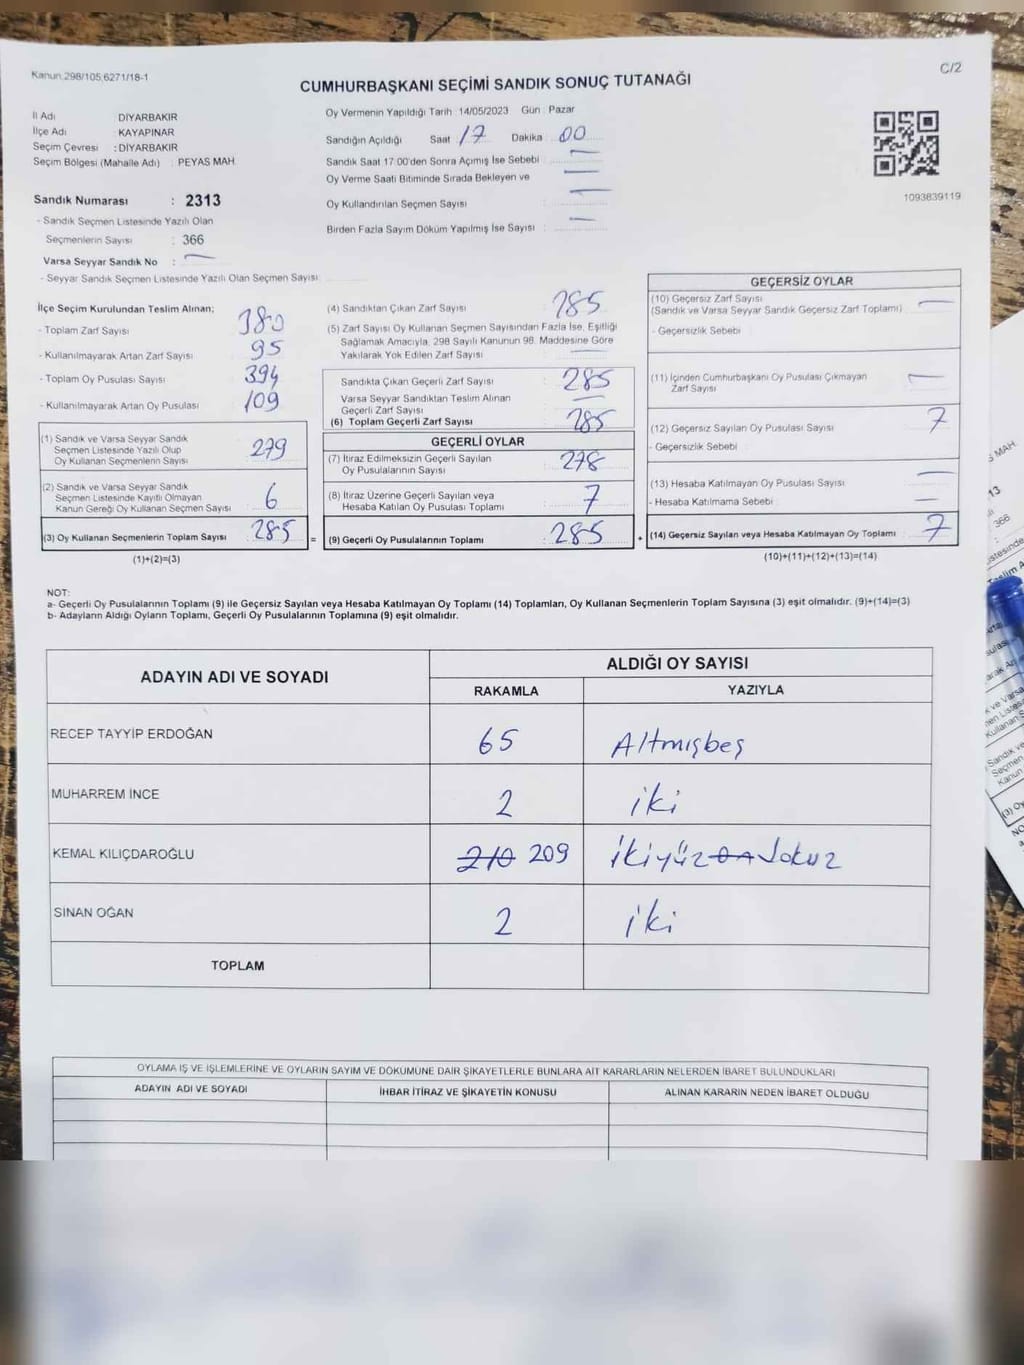 Kanun 298/105,6271/18-1
C/2
CUMHURBAŞKANI SEÇİMİ SANDIK SONUÇ TUTANAĞI
İl Adı DİYARBAKIR
İlçe Adı : KAYAPINAR
Seçim Çevresi : DİYARBAKIR
Seçim Bölgesi (Mahalle Adı) : PEYAS MAH.
Sandık Numarası : 2313
- Sandık Seçmen Listesinde Yazılı Olan
Seçmenlerin Sayısı : 366
Varsa Seyyar Sandık No : —
- Seyyar Sandık Seçmen Listesinde Yazılı Olan Seçmen Sayısı:
Oy Vermenin Yapıldığı Tarih 14/05/2023 Gün : Pazar
Sandığın Açıldığı Saat 17 Dakika : 00
Sandık Saat 17:00'den Sonra Açımış İse Sebebi : —
Oy Verme Saati Bitiminde Sırada Bekleyen ve —
Oy Kullandırılan Seçmen Sayısı : —
Birden Fazla Sayım Döküm Yapılmış İse Sayısı : —
1093839119
İlçe Seçim Kurulundan Teslim Alınan;
- Toplam Zarf Sayısı : 380
- Kullanılmayarak Artan Zarf Sayısı : 95
- Toplam Oy Pusulası Sayısı : 394
- Kullanılmayarak Artan Oy Pusulası : 109
(1) Sandık ve Varsa Seyyar Sandık
Seçmen Listesinde Yazılı Olup
Oy Kullanan Seçmenlerin Sayısı : 279
(2) Sandık ve Varsa Seyyar Sandık
Seçmen Listesinde Kayıtlı Olmayan
Kanun Gereği Oy Kullanan Seçmen Sayısı : 6
(3) Oy Kullanan Seçmenlerin Toplam Sayısı : 285
(1)+(2)=(3)
(4) Sandıktan Çıkan Zarf Sayısı : 285
(5) Zarf Sayısı Oy Kullanan Seçmen Sayısından Fazla İse, Eşitliği
Sağlamak Amacıyla, 298 Sayılı Kanunun 98. Maddesine Göre
Yakılarak Yok Edilen Zarf Sayısı : —
Sandıkta Çıkan Geçerli Zarf Sayısı : 285
Varsa Seyyar Sandıktan Teslim Alınan —
Geçerli Zarf Sayısı :
(6) Toplam Geçerli Zarf Sayısı : 285
GEÇERLİ OYLAR
(7) İtiraz Edilmeksizin Geçerli Sayılan
Oy Pusulalarının Sayısı : 278
(8) İtiraz Üzerine Geçerli Sayılan veya
Hesaba Katılan Oy Pusulası Toplamı : 7
= (9) Geçerli Oy Pusulalarının Toplamı : 285
GEÇERSİZ OYLAR
(10) Geçersiz Zarf Sayısı
(Sandık ve Varsa Seyyar Sandık Geçersiz Zarf Toplamı) : —
- Geçersizlik Sebebi :
(11) İçinden Cumhurbaşkanı Oy Pusulası Çıkmayan
Zarf Sayısı : —
(12) Geçersiz Sayılan Oy Pusulası Sayısı : 7
- Geçersizlik Sebebi :
(13) Hesaba Katılmayan Oy Pusulası Sayısı : —
- Hesaba Katılmama Sebebi : —
+ (14) Geçersiz Sayılan veya Hesaba Katılmayan Oy Toplamı : 7
(10)+(11)+(12)+(13)=(14)
NOT:
a- Geçerli Oy Pusulalarının Toplamı (9) ile Geçersiz Sayılan veya Hesaba Katılmayan Oy Toplamı (14) Toplamları, Oy Kullanan Seçmenlerin Toplam Sayısına (3) eşit olmalıdır. (9)+(14)=(3)
b- Adayların Aldığı Oyların Toplamı, Geçerli Oy Pusulalarının Toplamına (9) eşit olmalıdır.
ADAYIN ADI VE SOYADI
ALDIĞI OY SAYISI
RAKAMLA YAZIYLA
RECEP TAYYİP ERDOĞAN 65 Altmışbeş
MUHARREM İNCE 2 iki
KEMAL KILIÇDAROĞLU 210 209 ikiyüz on dokuz
SİNAN OĞAN 2 iki
TOPLAM
OYLAMA İŞ VE İŞLEMLERİNE VE OYLARIN SAYIM VE DÖKÜMÜNE DAİR ŞİKAYETLERLE BUNLARA AİT KARARLARIN NELERDEN İBARET BULUNDUKLARI
ADAYIN ADI VE SOYADI İHBAR İTİRAZ VE ŞİKAYETİN KONUSU ALINAN KARARIN NEDEN İBARET OLDUĞU